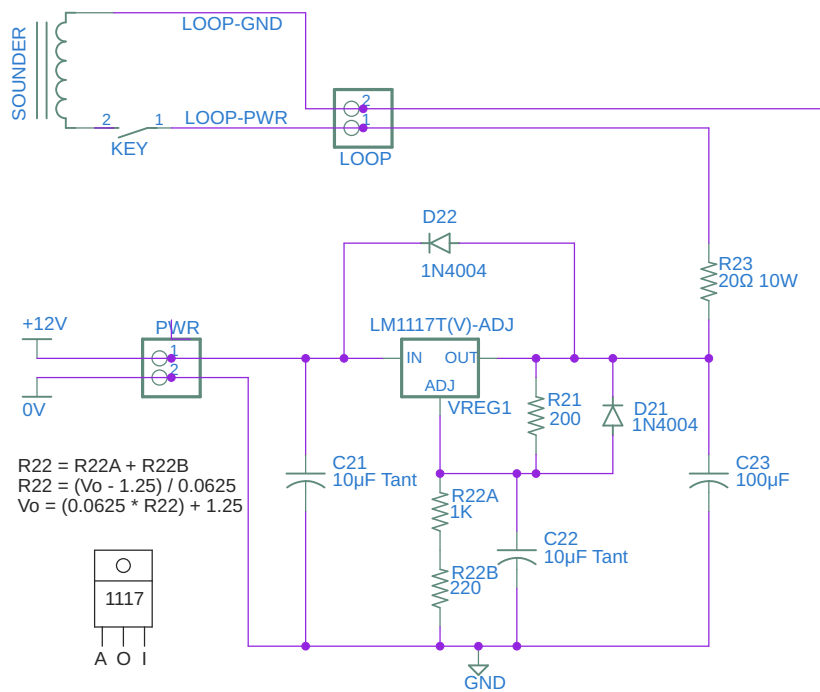 LOOP-GND
SOUNDER
2
1
LOOP-PWR
KEY
2
1
LOOP
D22
1N4004
R23
20Ω 10W
+12V
PWR
1
2
0V
LM1117T(V)-ADJ
IN
OUT
ADJ
VREG1
R21
200
D21
1N4004
R22 = R22A + R22B
R22 = (Vo - 1.25) / 0.0625
Vo = (0.0625 * R22) + 1.25
C21
10µF Tant
R22A
1K
C23
100µF
C22
10µF Tant
R22B
220
1117
A O I
GND